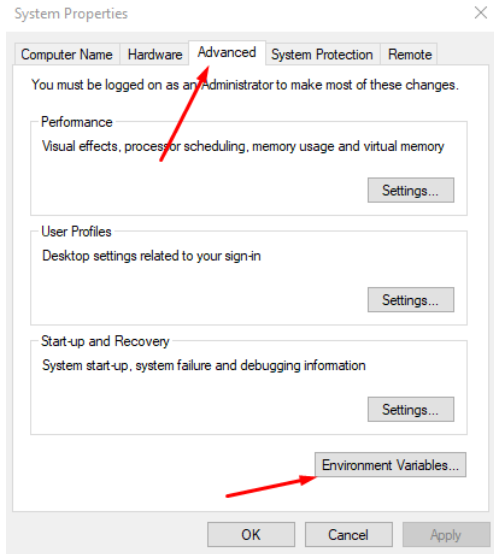 System Properties
Computer Name Hardware Advanced System Protection Remote
You must be logged on as an Administrator to make most of these changes.
Performance
Visual effects, processor scheduling, memory usage and virtual memory
Settings...
User Profiles
Desktop settings related to your sign-in
Settings...
Start-up and Recovery
System start-up, system failure and debugging information
Settings...
Environment Variables...
OK Cancel Apply